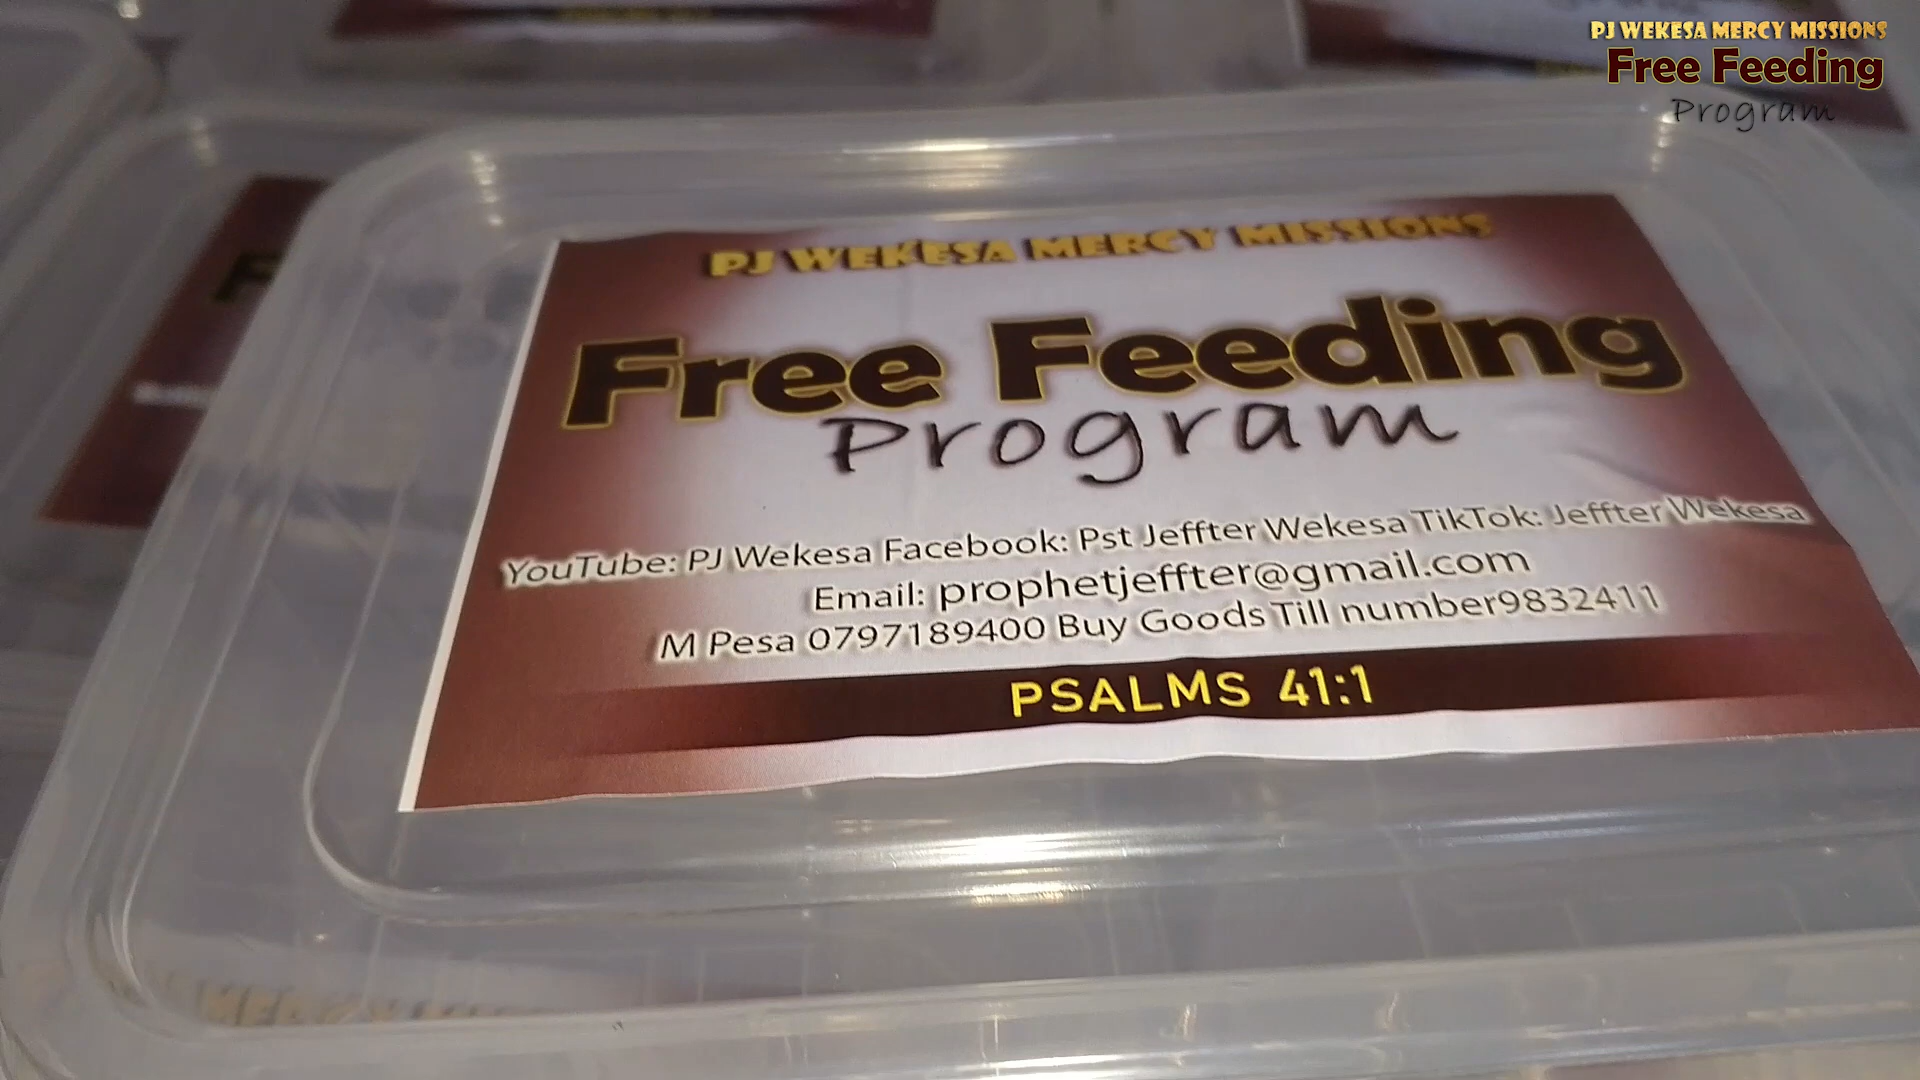 PJ WEKESA MERCY MISSIONS
Free Feeding
Program
PJ WEKESA MERCY MISSIONS
Free Feeding
Program
YouTube: PJ Wekesa Facebook: Pst Jeffter Wekesa TikTok: Jeffter Wekesa
Email: prophetjeffter@gmail.com
M Pesa 0797189400 Buy Goods Till number9832411
PSALMS 41:1